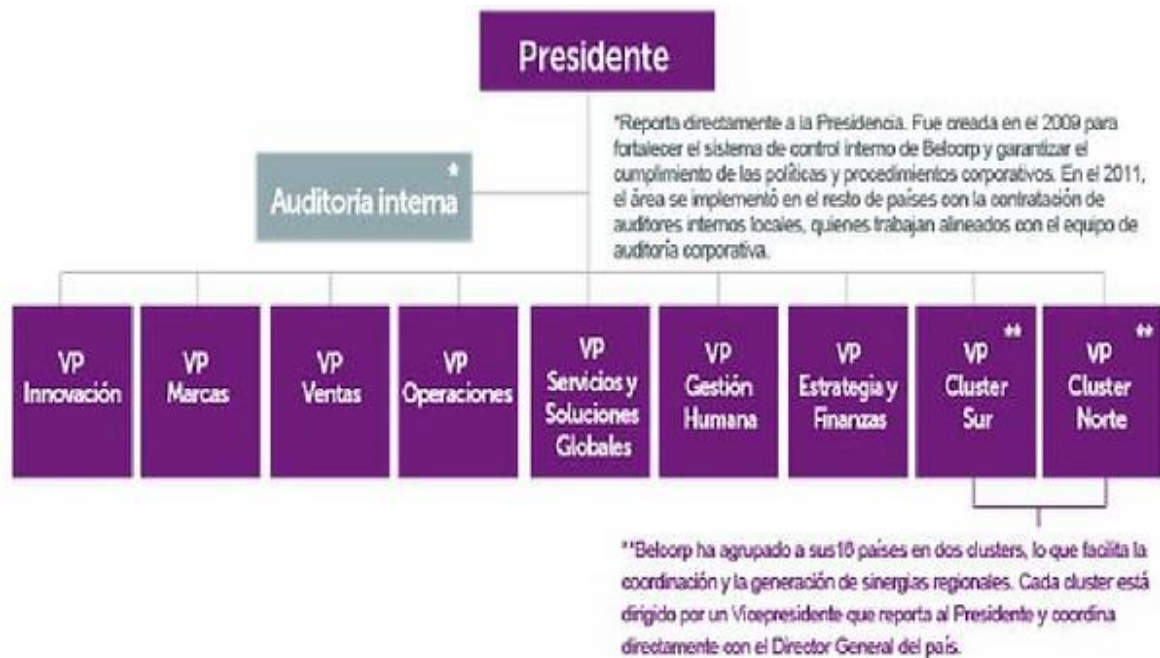 Presidente
*Reporta directamente a la Presidencia. Fue creada en el 2009 para
fortalecer el sistema de control interno de Belcorp y garantizar el
cumplimiento de las políticas y procedimientos corporativos. En el 2011,
el área se implementó en el resto de países con la contratación de
auditores internos locales, quienes trabajan alineados con el equipo de
auditoría corporativa.
*
Auditoría interna
VP
Innovación
VP
Marcas
VP
Ventas
VP
Operaciones
VP
Servicios y
Soluciones
Globales
VP
Gestión
Humana
VP
Estrategia y
Finanzas
**
VP
Cluster
Sur
**
VP
Cluster
Norte
**Belcorp ha agrupado a sus16 países en dos clusters, lo que facilita la
coordinación y la generación de sinergias regionales. Cada cluster está
dirigido por un Vicepresidente que reporta al Presidente y coordina
directamente con el Director General del país.